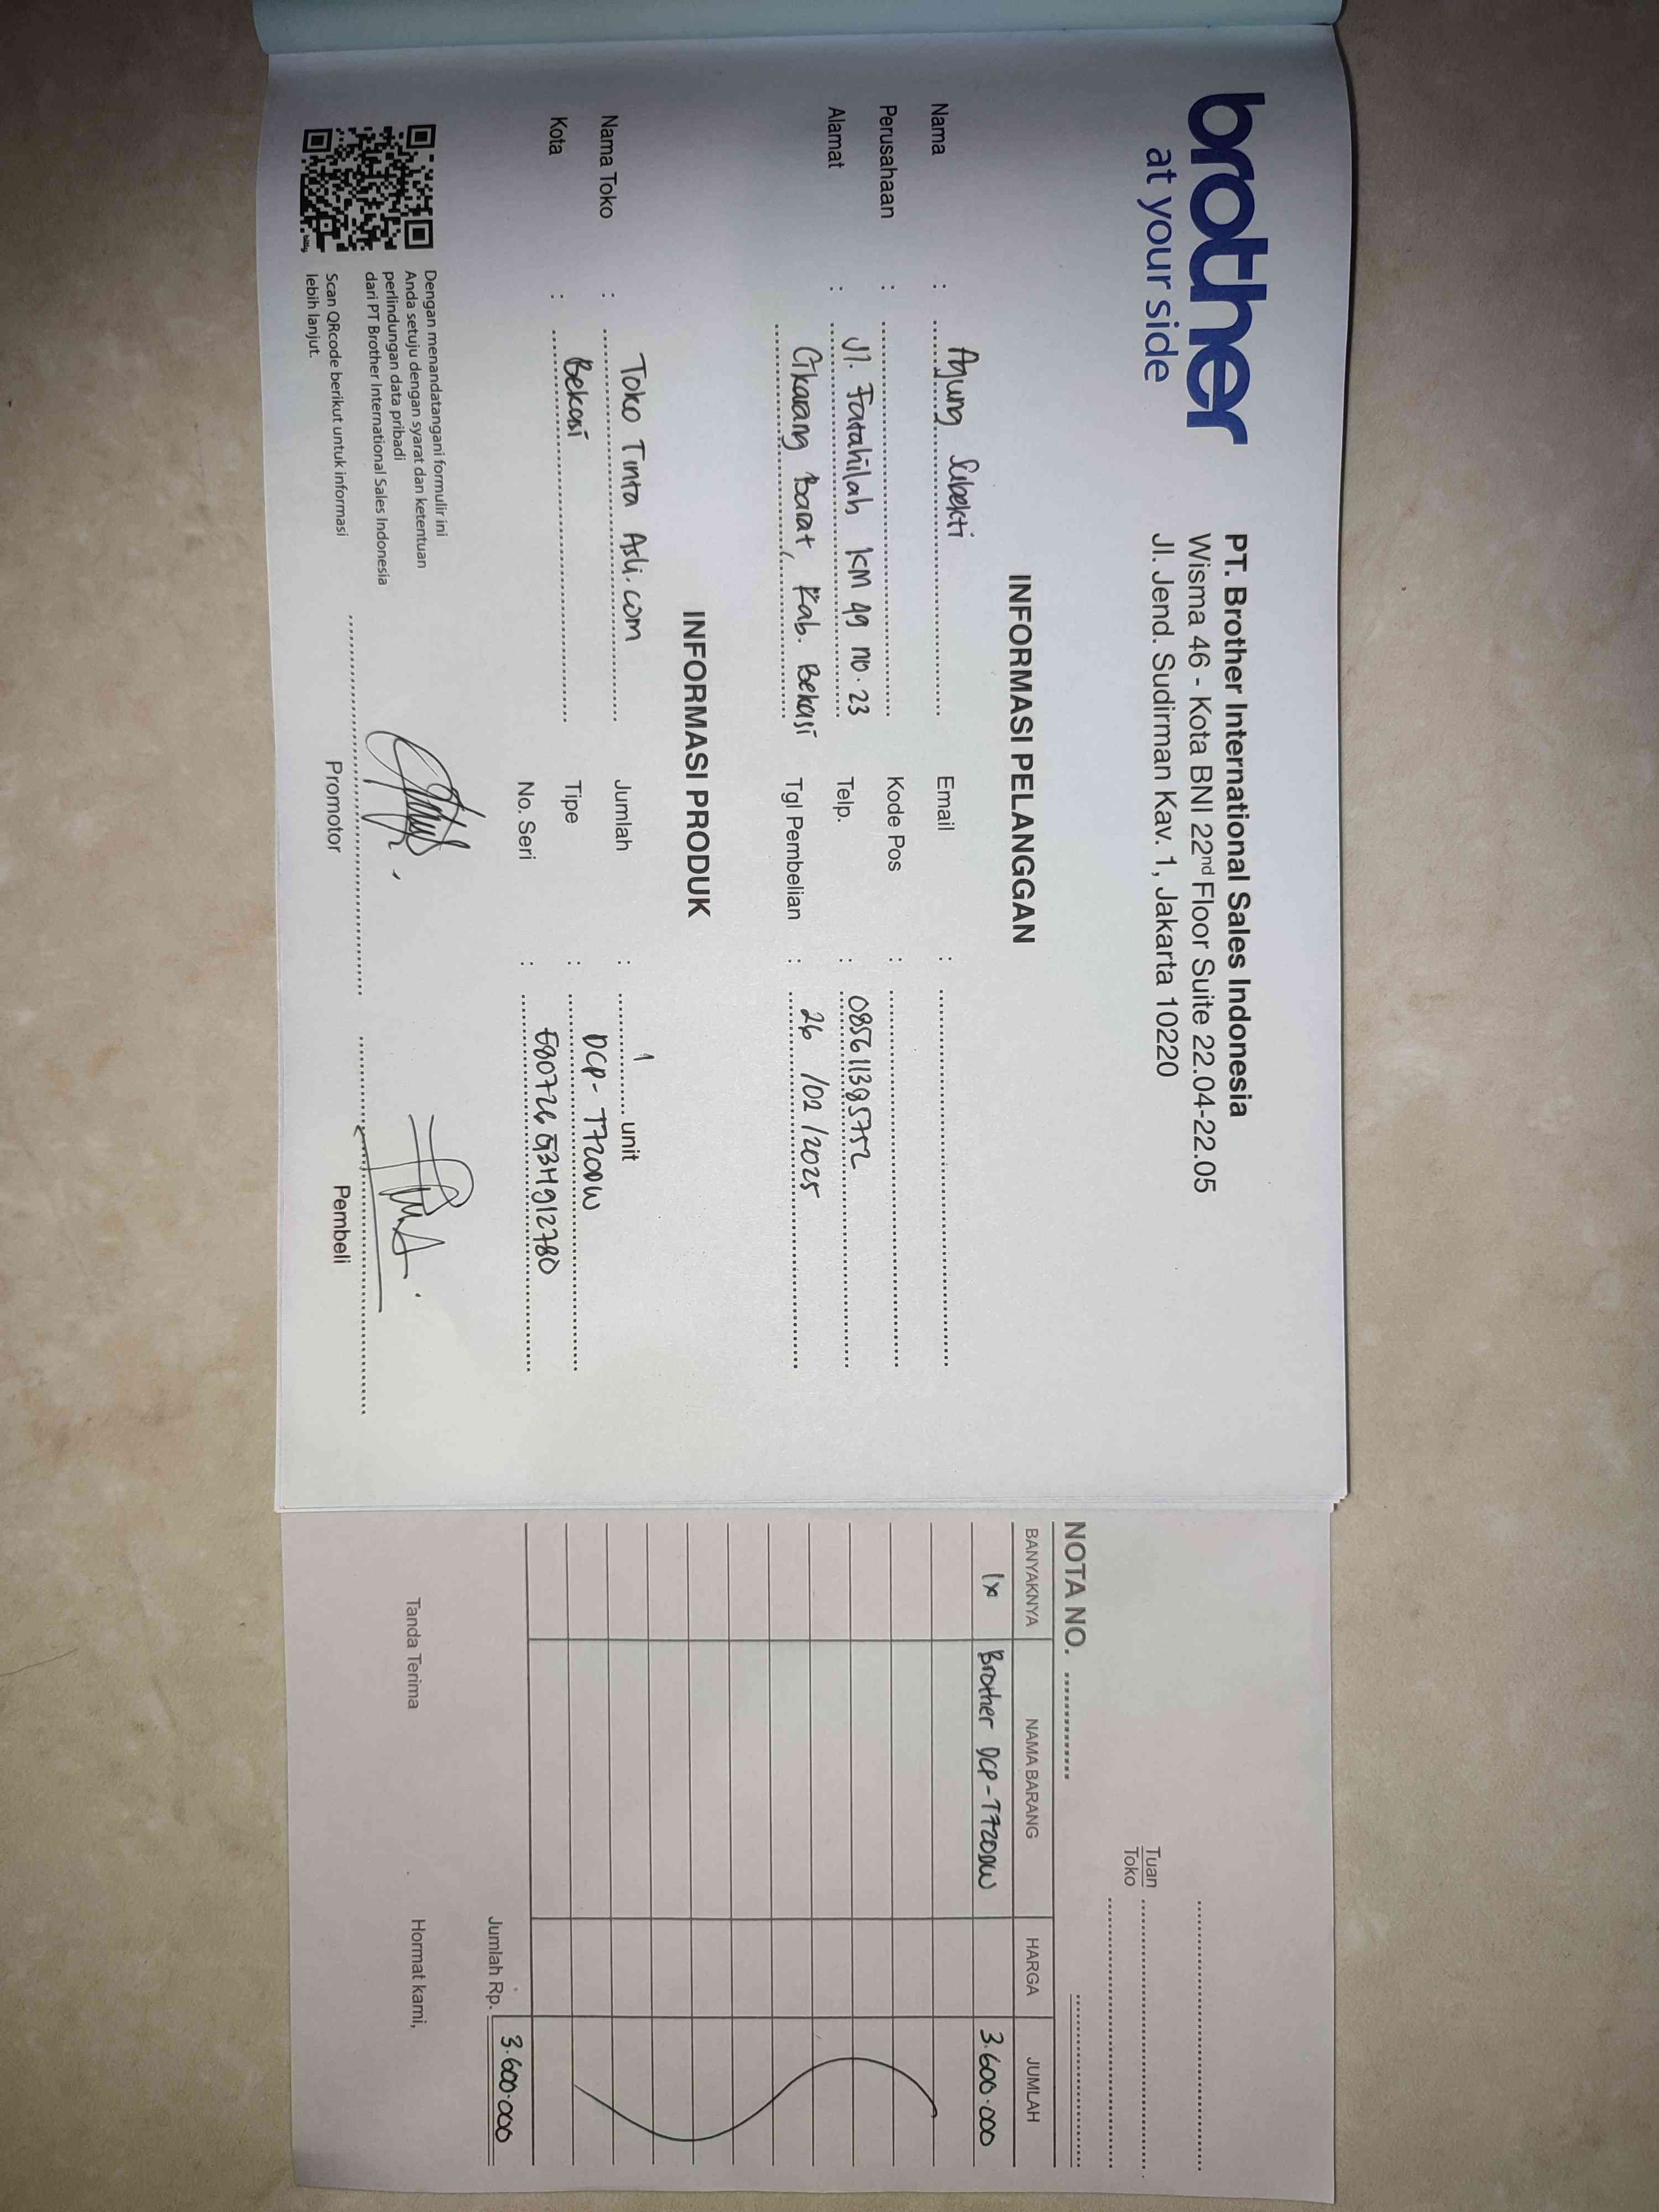 brother
at your side
PT. Brother International Sales Indonesia
Wisma 46 - Kota BNI 22nd Floor Suite 22.04-22.05
Jl. Jend. Sudirman Kav. 1, Jakarta 10220
INFORMASI PELANGGAN
Nama : Agung Subekti
Email :
Perusahaan :
Kode Pos :
Alamat : Jl. Fatahilah KM 49 no. 23
Telp. : 085611385752
Cikarang Barat, Kab. Bekasi
Tgl Pembelian : 26 /02 /2025
INFORMASI PRODUK
Nama Toko : Toko Tinta Asli.com
Jumlah : 1 unit
Kota : Bekasi
Tipe : DCP-T720DW
No. Seri :
Dengan menandatangani formulir ini
Anda setuju dengan syarat dan ketentuan
perlindungan data pribadi
dari PT Brother International Sales Indonesia
Scan QRcode berikut untuk informasi
lebih lanjut.
Promotor
Pembeli
Tuan
Toko
NOTA NO.
BANYAKNYA NAMA BARANG HARGA JUMLAH
1x Brother DCP-T720DW 3.600.000
Jumlah Rp. 3.600.000
Tanda Terima
Hormat kami,